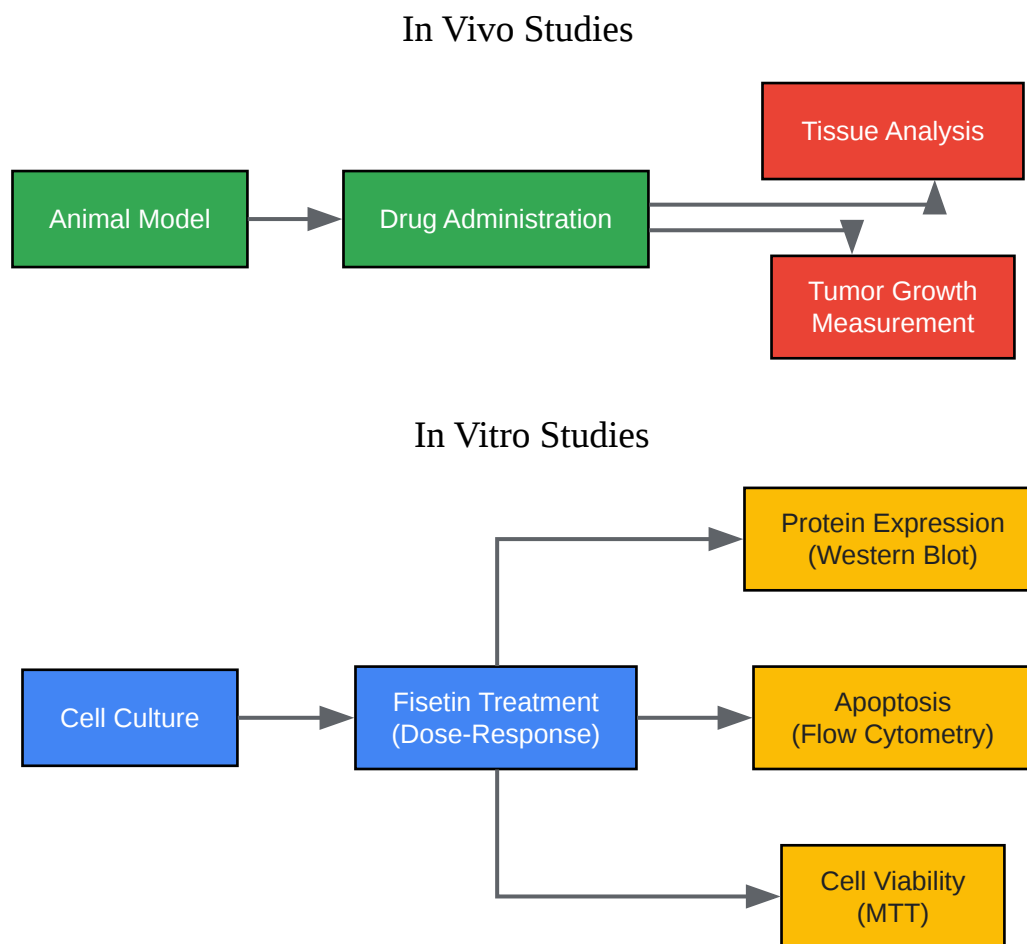 In Vivo Studies
Tissue Analysis
Animal Model
Drug Administration
Tumor Growth
Measurement
In Vitro Studies
Protein Expression
(Western Blot)
Cell Culture
Fisetin Treatment
(Dose-Response)
Apoptosis
(Flow Cytometry)
Cell Viability
(MTT)